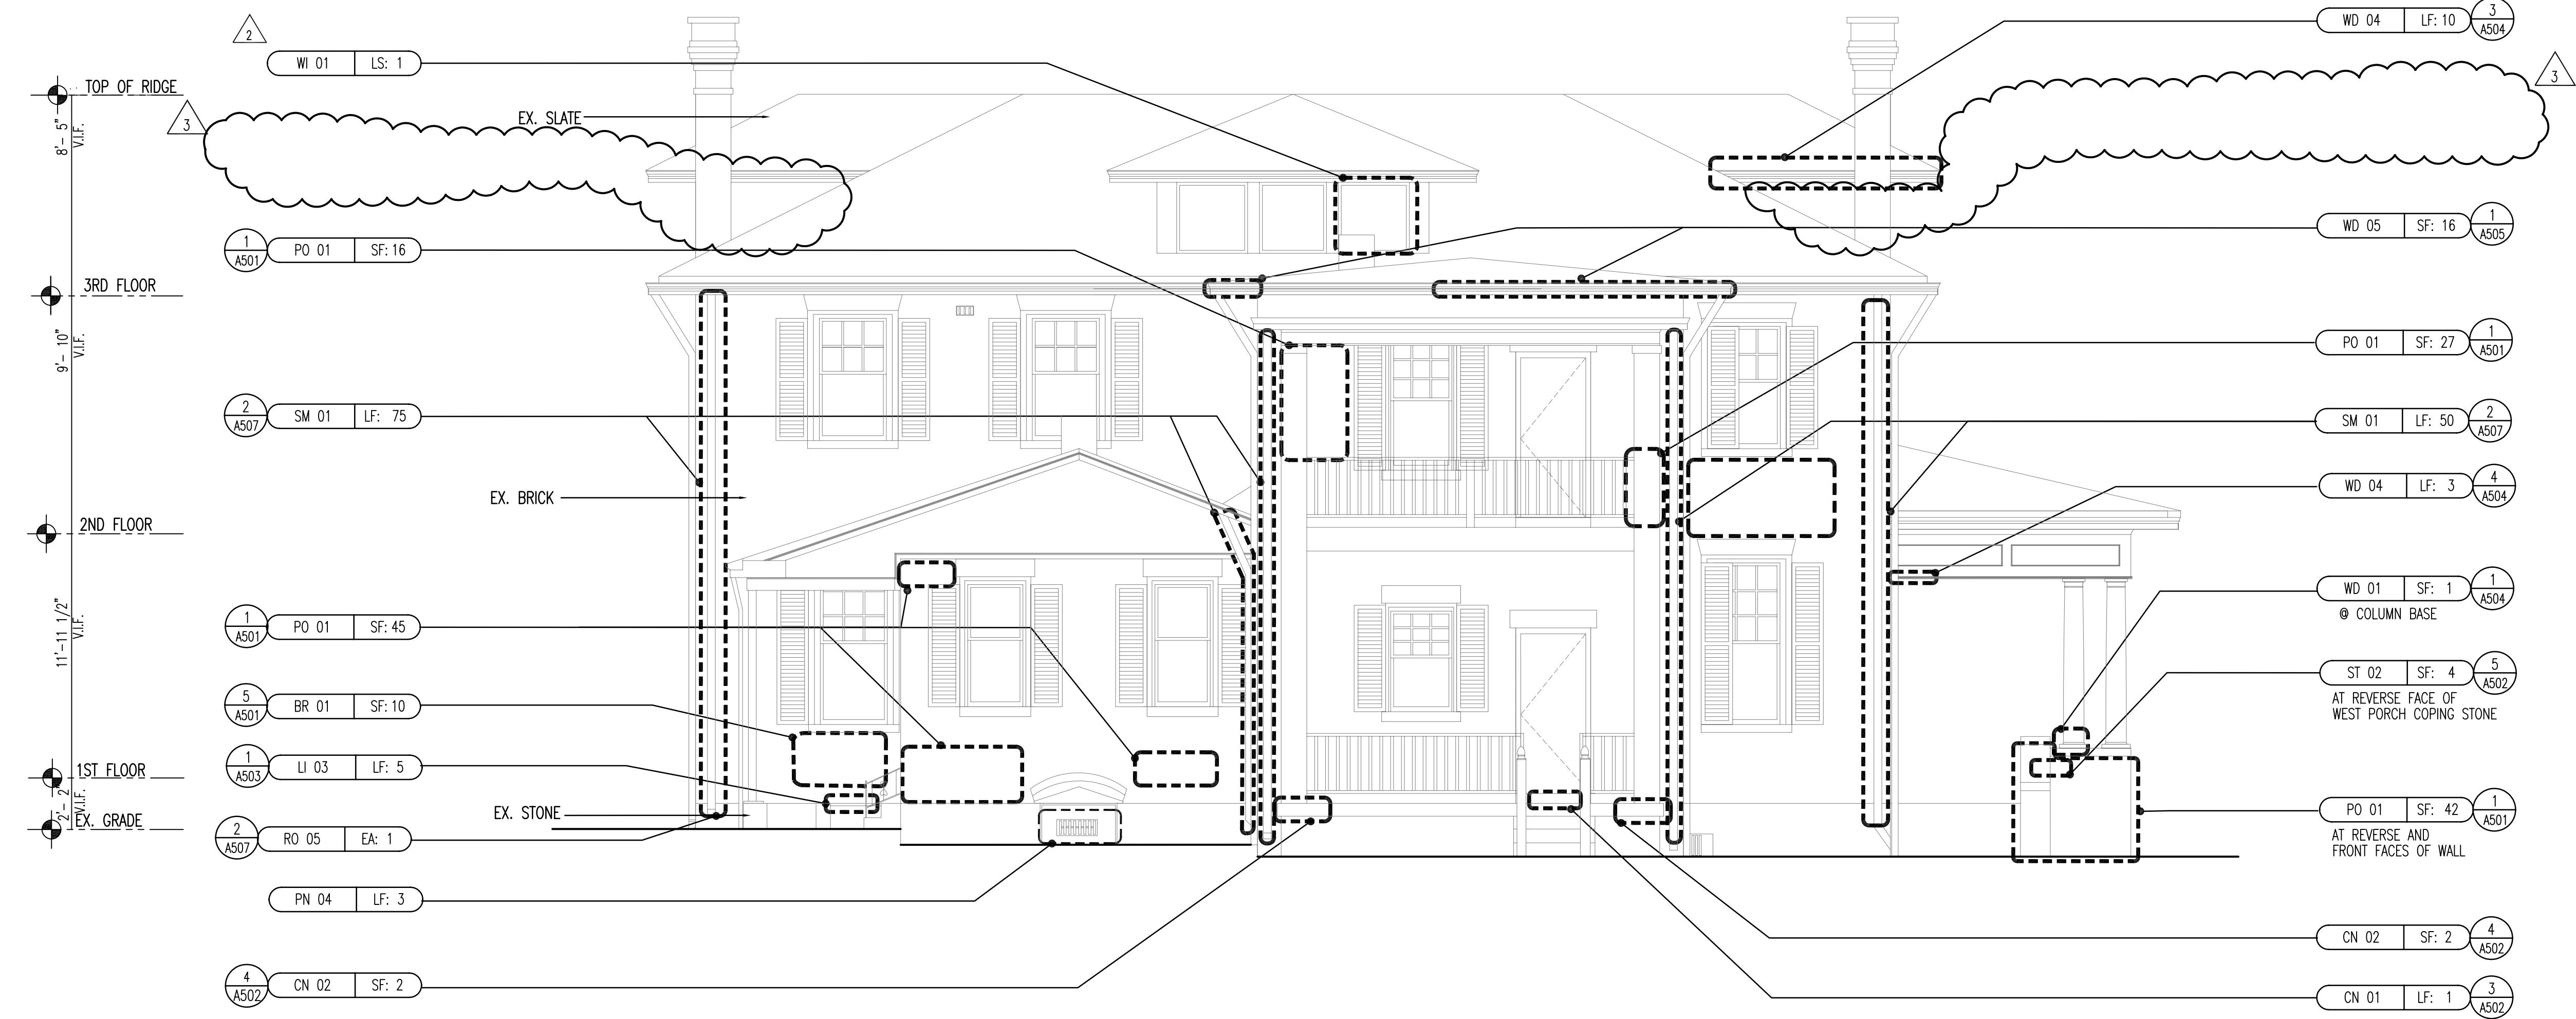 2
WI 01 LS: 1
TOP OF RIDGE
8'- 5"
V.I.F.
3
EX. SLATE
1
A501
PO 01 SF: 16
3RD FLOOR
9'- 10"
V.I.F.
2
A507
SM 01 LF: 75
EX. BRICK
2ND FLOOR
11'-11 1/2"
V.I.F.
1
A501
PO 01 SF: 45
5
A501
BR 01 SF: 10
1
A503
LI 03 LF: 5
1ST FLOOR
2'- 2"
V.I.F.
EX. STONE
EX. GRADE
2
A507
RO 05 EA: 1
PN 04 LF: 3
4
A502
CN 02 SF: 2
WD 04 LF: 10
3
A504
3
WD 05 SF: 16
1
A505
PO 01 SF: 27
1
A501
SM 01 LF: 50
2
A507
WD 04 LF: 3
4
A504
WD 01 SF: 1
1
A504
@ COLUMN BASE
ST 02 SF: 4
5
A502
AT REVERSE FACE OF
WEST PORCH COPING STONE
PO 01 SF: 42
1
A501
AT REVERSE AND
FRONT FACES OF WALL
CN 02 SF: 2
4
A502
CN 01 LF: 1
3
A502